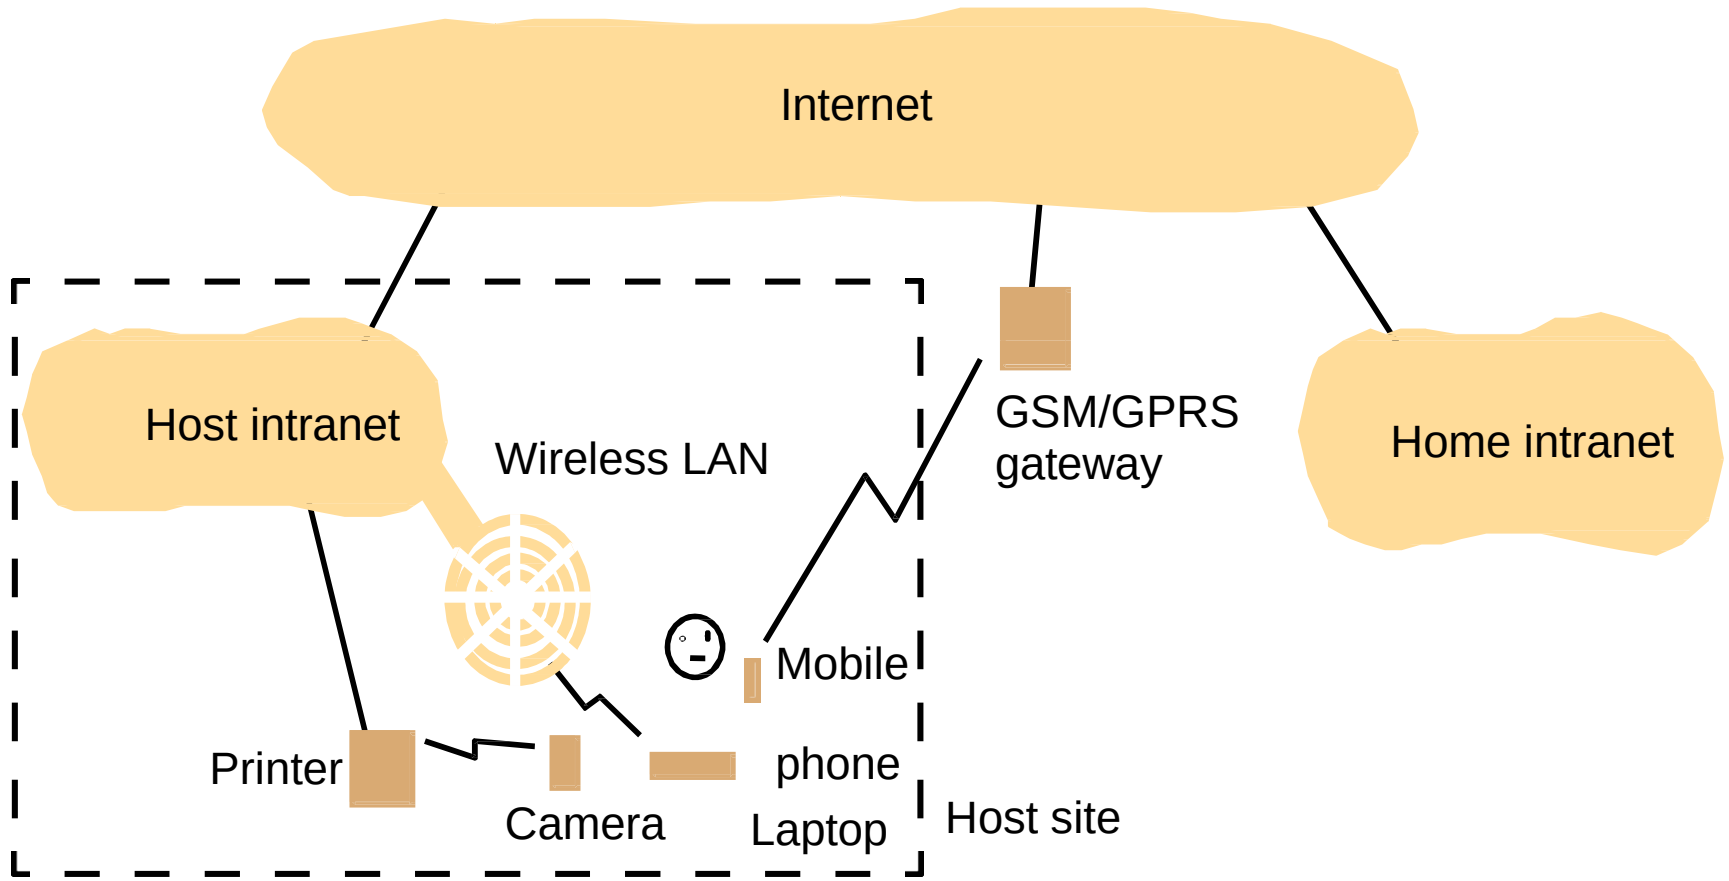 Internet
Host intranet
Wireless LAN
GSM/GPRS
gateway
Home intranet
Mobile
Printer
phone
Camera
Laptop
Host site